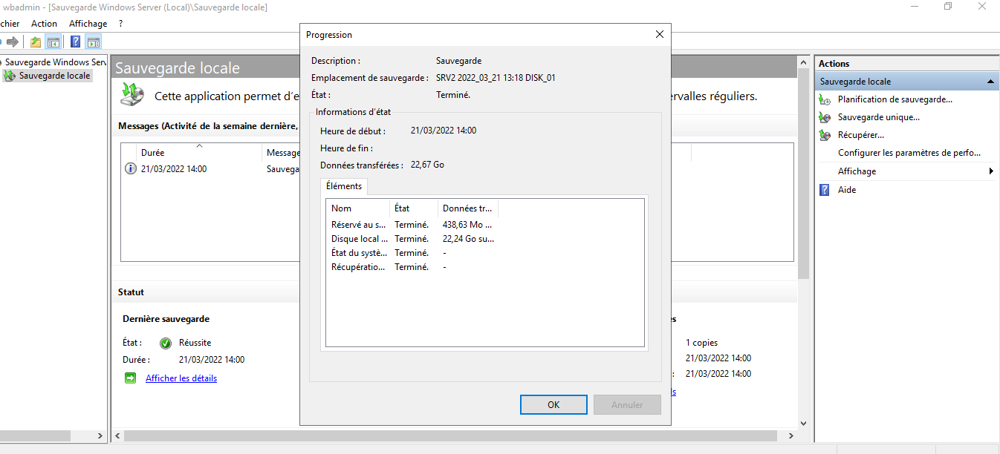 wbadmin - [Sauvegarde Windows Server (Local)\Sauvegarde locale]
chier Action Affichage ?
Sauvegarde Windows Serv
Sauvegarde locale
Sauvegarde locale
Cette application permet d'e
ervalles réguliers.
Messages (Activité de la semaine dernière,
Durée Message
21/03/2022 14:00 Sauvega
Statut
Dernière sauvegarde
État : Réussite
Durée : 21/03/2022 14:00
Afficher les détails
Progression
Description : Sauvegarde
Emplacement de sauvegarde : SRV2 2022_03_21 13:18 DISK_01
État : Terminé.
Informations d'état
Heure de début : 21/03/2022 14:00
Heure de fin :
Données transférées : 22,67 Go
Éléments
Nom État Données tr...
Réservé au s... Terminé. 438,63 Mo ...
Disque local ... Terminé. 22,24 Go su...
État du systè... Terminé. -
Récupératio... Terminé. -
OK Annuler
es
1 copies
21/03/2022 14:00
: 21/03/2022 14:00
ls
Actions
Sauvegarde locale
Planification de sauvegarde...
Sauvegarde unique...
Récupérer...
Configurer les paramètres de perfo...
Affichage
? Aide